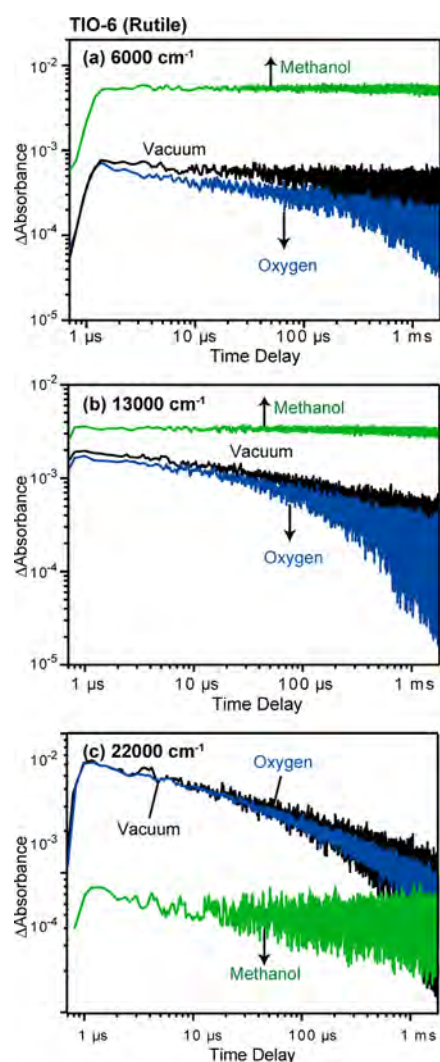 TIO-6 (Rutile)
(a) 6000 cm⁻¹
10⁻²
Methanol
10⁻³
Vacuum
ΔAbsorbance
10⁻⁴
Oxygen
10⁻⁵
1 µs 10 µs 100 µs 1 ms
Time Delay
10⁻²
(b) 13000 cm⁻¹
Methanol
Vacuum
10⁻³
ΔAbsorbance
Oxygen
10⁻⁴
10⁻⁵
1 µs 10 µs 100 µs 1 ms
Time Delay
(c) 22000 cm⁻¹
10⁻²
Oxygen
Vacuum
10⁻³
ΔAbsorbance
10⁻⁴
Methanol
1 µs 10 µs 100 µs 1 ms
Time Delay